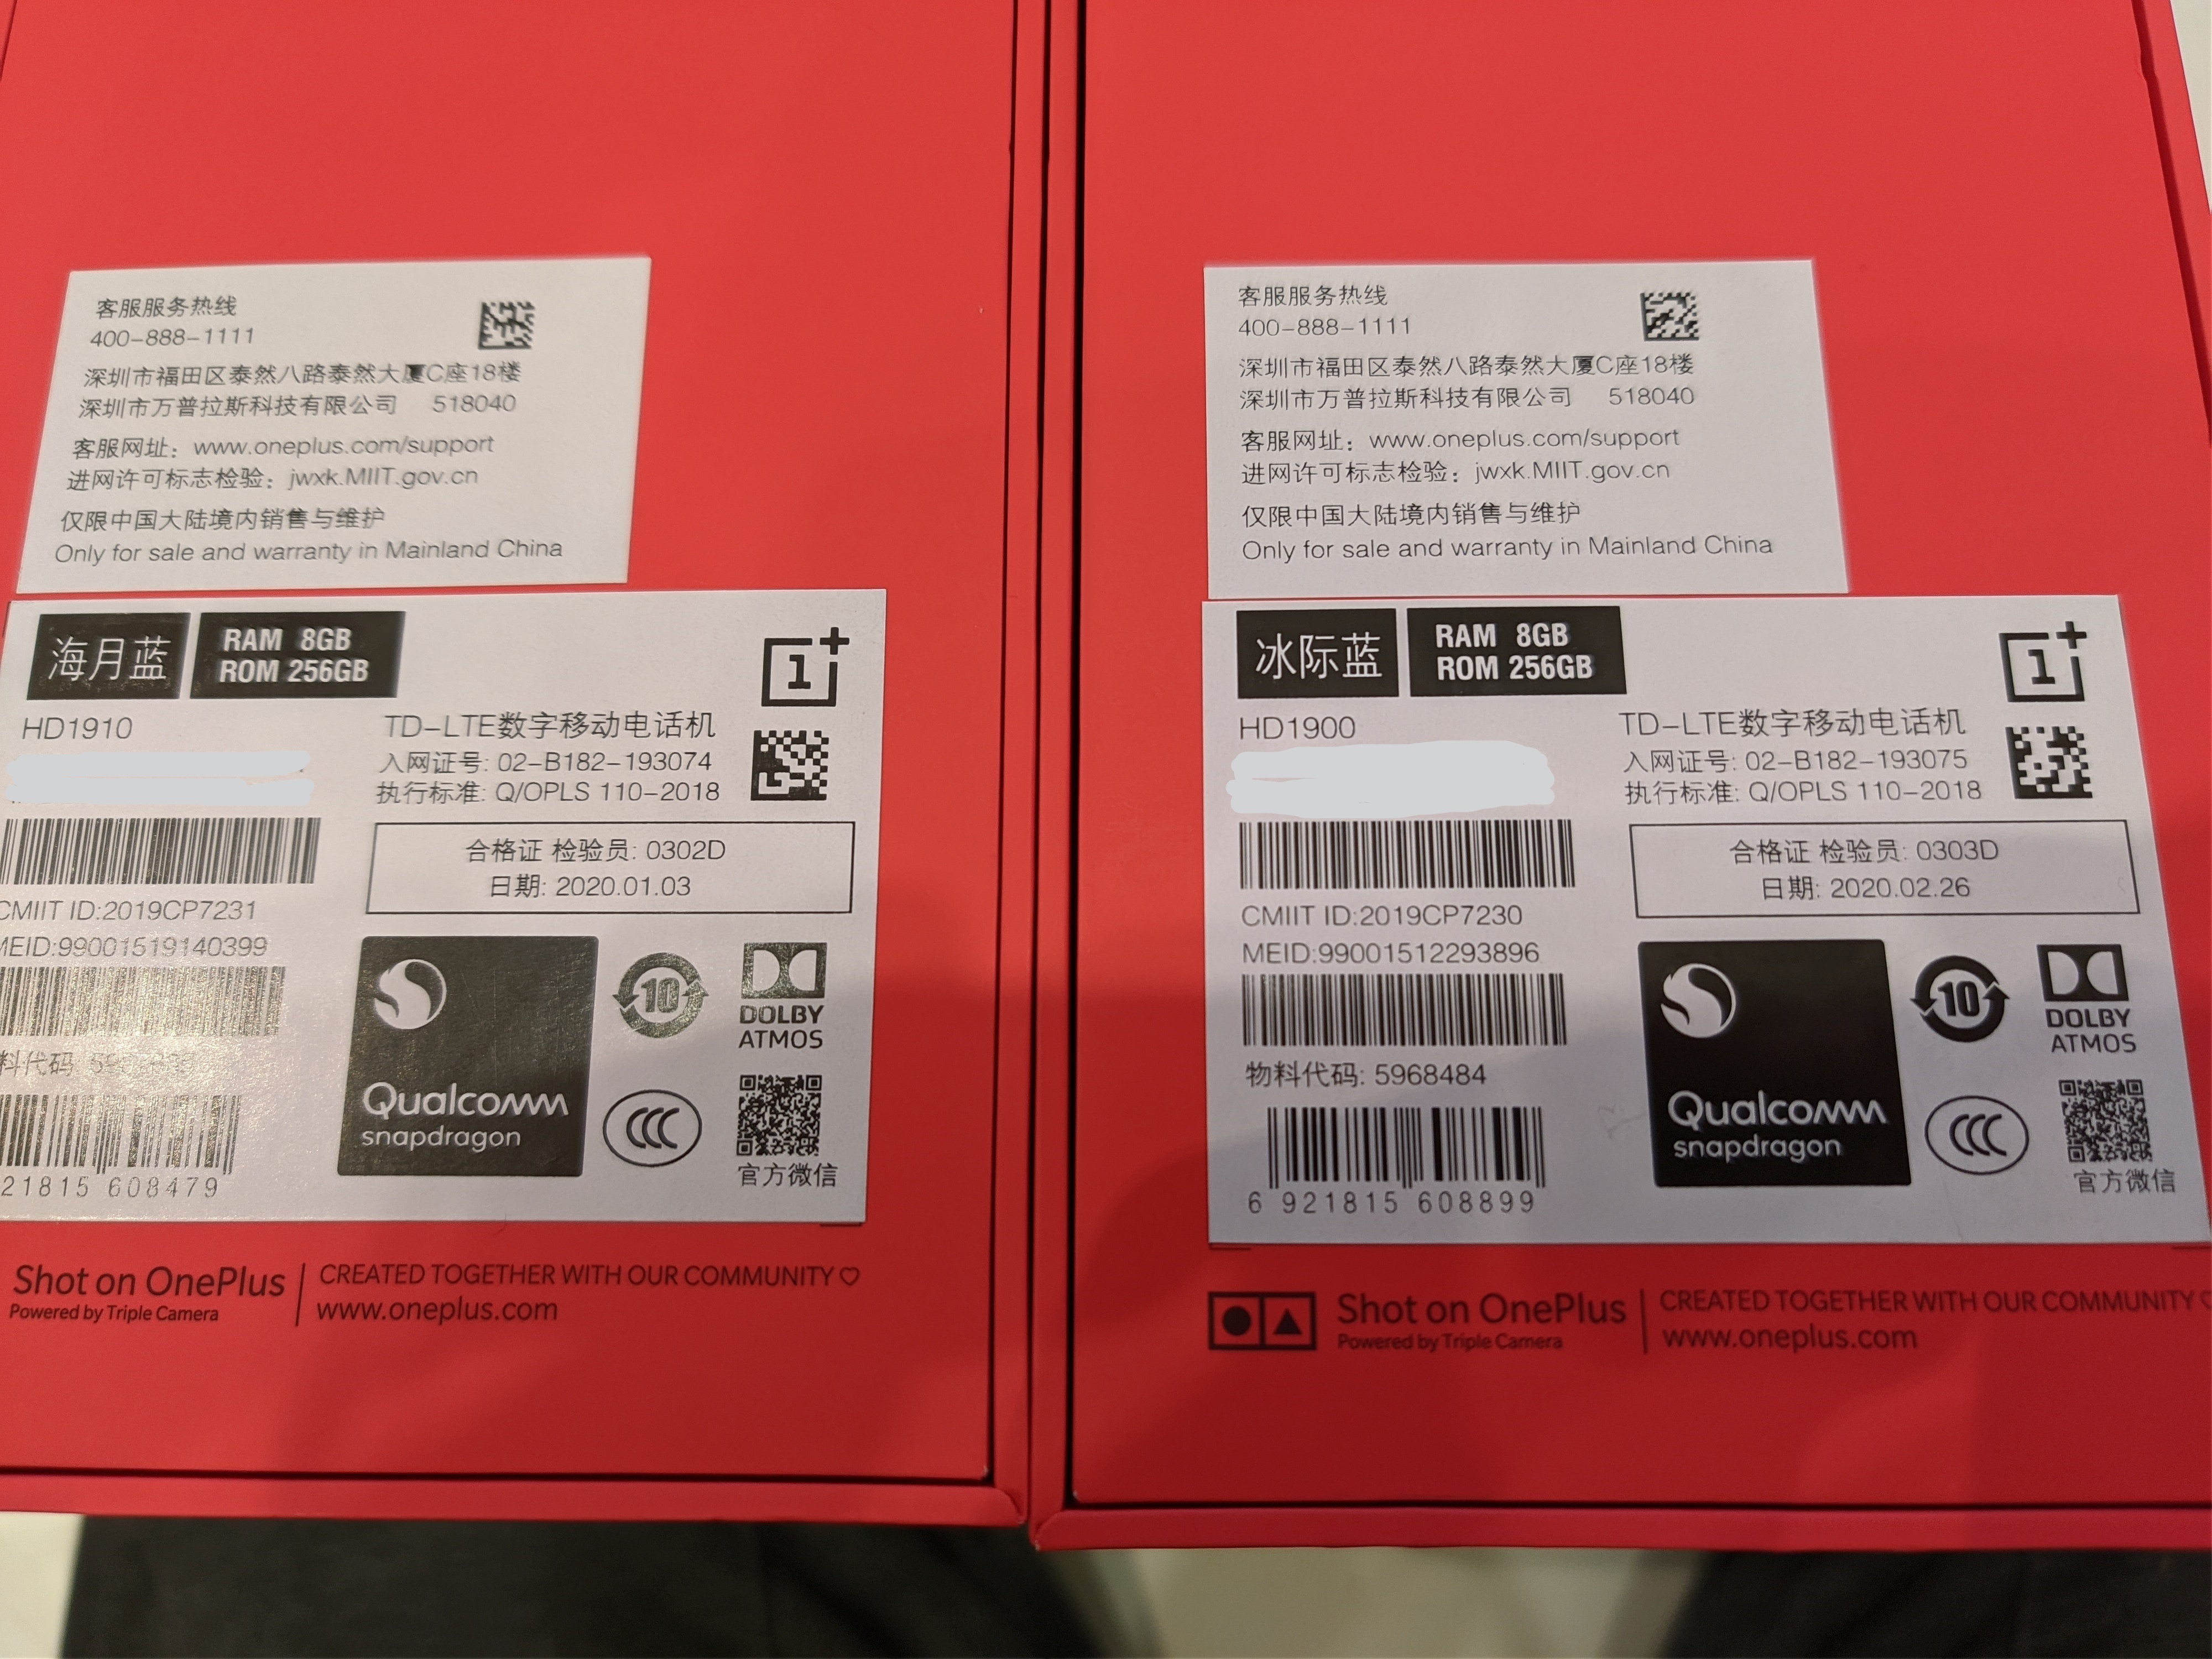 客服服务热线
400-888-1111
深圳市福田区泰然八路泰然大厦C座18楼
深圳市万普拉斯科技有限公司 518040
客服网址：www.oneplus.com/support
进网许可标志检验：jwxk.MIIT.gov.cn
仅限中国大陆境内销售与维护
Only for sale and warranty in Mainland China
海月蓝
RAM 8GB
ROM 256GB
HD1910
TD-LTE数字移动电话机
入网证号: 02-B182-193074
执行标准: Q/OPLS 110-2018
合格证 检验员: 0302D
日期: 2020.01.03
CMIIT ID:2019CP7231
MEID:99001519140399
料代码:
21815 608479
Qualcomm
snapdragon
10
DOLBY
ATMOS
CCC
官方微信
Shot on OnePlus
Powered by Triple Camera
CREATED TOGETHER WITH OUR COMMUNITY♡
www.oneplus.com
客服服务热线
400-888-1111
深圳市福田区泰然八路泰然大厦C座18楼
深圳市万普拉斯科技有限公司 518040
客服网址：www.oneplus.com/support
进网许可标志检验：jwxk.MIIT.gov.cn
仅限中国大陆境内销售与维护
Only for sale and warranty in Mainland China
冰际蓝
RAM 8GB
ROM 256GB
HD1900
TD-LTE数字移动电话机
入网证号: 02-B182-193075
执行标准: Q/OPLS 110-2018
合格证 检验员: 0303D
日期: 2020.02.26
CMIIT ID:2019CP7230
MEID:99001512293896
物料代码: 5968484
6 921815 608899
Qualcomm
snapdragon
10
DOLBY
ATMOS
CCC
官方微信
Shot on OnePlus
Powered by Triple Camera
CREATED TOGETHER WITH OUR COMMUNITY
www.oneplus.com